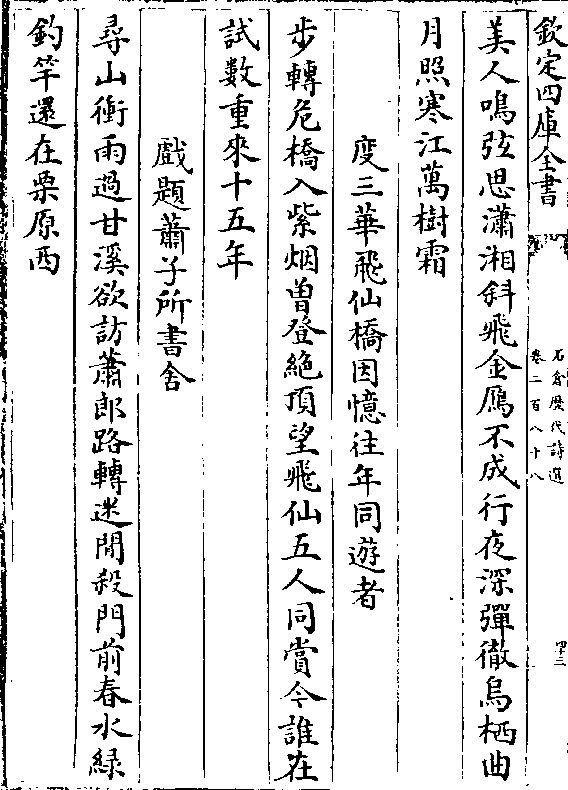 欽定四庫全書
石倉歷代詩選
卷二百八十八
四三
美人鳴弦思瀟湘斜飛金鴈不成行夜深彈徹烏栖曲
月照寒江萬樹霜
度三華飛仙橋因憶往年同遊者
步轉危橋入紫烟曽登絶頂望飛仙五人同賞今誰在
試數重來十五年
戲題蕭子所書舍
尋山衝雨過甘溪欲訪蕭郎路轉迷閒殺門前春水緑
釣竿還在栗原西